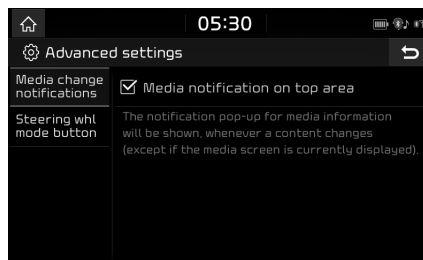 05:30
Advanced settings
Media change
notifications
Media notification on top area
Steering whl
mode button
The notification pop-up for media information
will be shown, whenever a content changes
(except if the media screen is currently displayed).